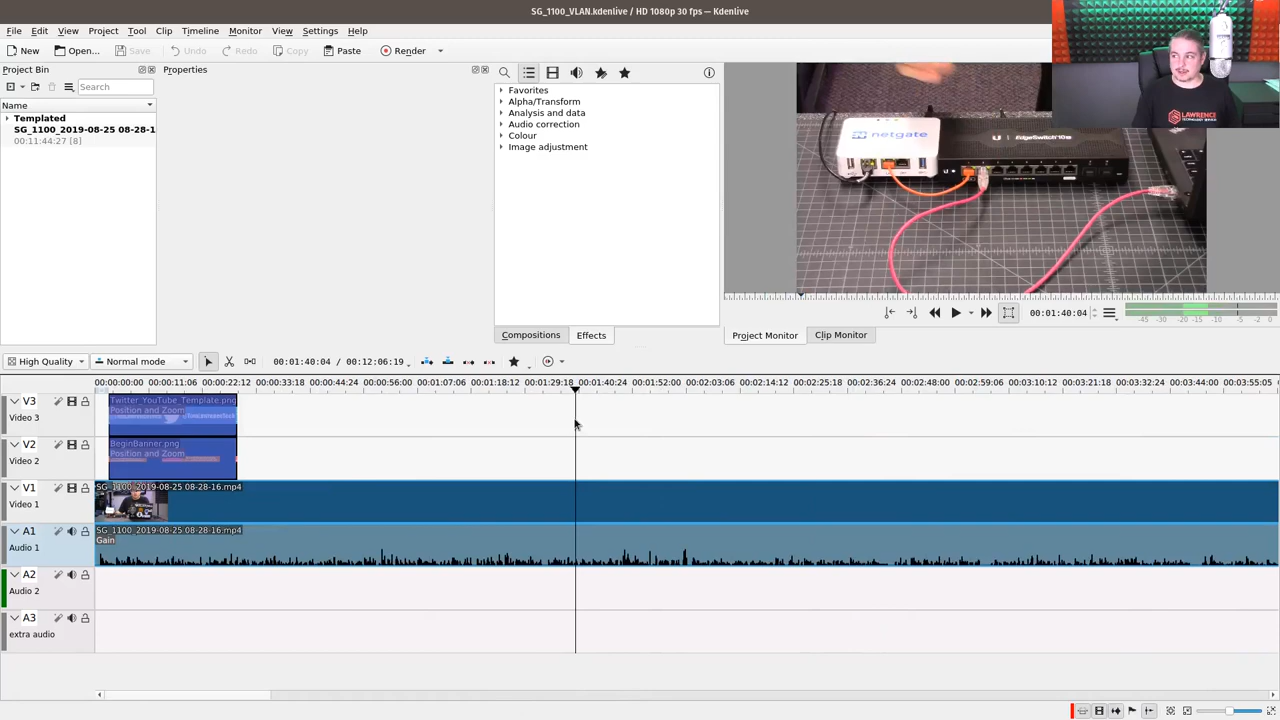 SG_1100_VLAN.kdenlive / HD 1080p 30 fps — Kdenlive
File Edit View Project Tool Clip Timeline Monitor View Settings Help
New Open... Save Undo Redo Copy Paste Render
Project Bin
Search
Name
Templated
SG_1100_2019-08-25 08-28-1
00:11:44:27 [8]
Properties
Favorites
Alpha/Transform
Analysis and data
Audio correction
Colour
Image adjustment
Compositions Effects
netgate
EdgeSwitch
LAWRENCE
00:01:40:04
-45 -30 -20 -15 -10 -5 -2 0
Project Monitor Clip Monitor
High Quality Normal mode 00:01:40:04 / 00:12:06:19
00:00:00:00 00:00:11:06 00:00:22:12 00:00:33:18 00:00:44:24 00:00:56:00 00:01:07:06 00:01:18:12 00:01:29:18 00:01:40:24 00:01:52:00 00:02:03:06 00:02:14:12 00:02:25:18 00:02:36:24 00:02:48:00 00:02:59:06 00:03:10:12 00:03:21:18 00:03:32:24 00:03:44:00 00:03:55:05
V3
Video 3
Twitter_YouTube_Template.png
Position and Zoom
V2
Video 2
BeginBanner.png
Position and Zoom
V1
Video 1
SG_1100_2019-08-25 08-28-16.mp4
A1
Audio 1
SG_1100_2019-08-25 08-28-16.mp4
Gain
A2
Audio 2
A3
extra audio